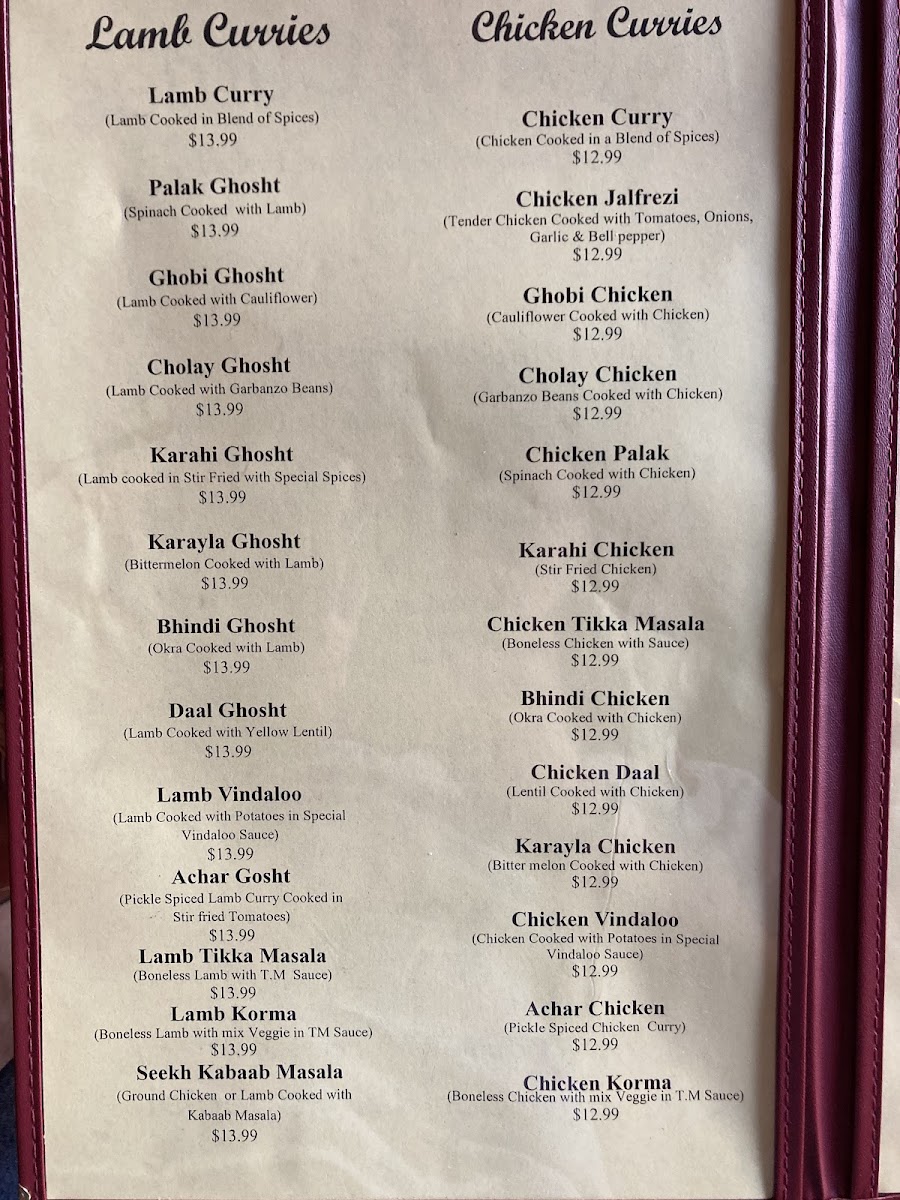 Lamb Curries
Lamb Curry
(Lamb Cooked in Blend of Spices)
$13.99
Palak Ghosht
(Spinach Cooked with Lamb)
$13.99
Ghobi Ghosht
(Lamb Cooked with Cauliflower)
$13.99
Cholay Ghosht
(Lamb Cooked with Garbanzo Beans)
$13.99
Karahi Ghosht
(Lamb cooked in Stir Fried with Special Spices)
$13.99
Karayla Ghosht
(Bittermelon Cooked with Lamb)
$13.99
Bhindi Ghosht
(Okra Cooked with Lamb)
$13.99
Daal Ghosht
(Lamb Cooked with Yellow Lentil)
$13.99
Lamb Vindaloo
(Lamb Cooked with Potatoes in Special
Vindaloo Sauce)
$13.99
Achar Gosht
(Pickle Spiced Lamb Curry Cooked in
Stir fried Tomatoes)
$13.99
Lamb Tikka Masala
(Boneless Lamb with T.M Sauce)
$13.99
Lamb Korma
(Boneless Lamb with mix Veggie in TM Sauce)
$13.99
Seekh Kabaab Masala
(Ground Chicken or Lamb Cooked with
Kabaab Masala)
$13.99
Chicken Curries
Chicken Curry
(Chicken Cooked in a Blend of Spices)
$12.99
Chicken Jalfrezi
(Tender Chicken Cooked with Tomatoes, Onions,
Garlic & Bell pepper)
$12.99
Ghobi Chicken
(Cauliflower Cooked with Chicken)
$12.99
Cholay Chicken
(Garbanzo Beans Cooked with Chicken)
$12.99
Chicken Palak
(Spinach Cooked with Chicken)
$12.99
Karahi Chicken
(Stir Fried Chicken)
$12.99
Chicken Tikka Masala
(Boneless Chicken with Sauce)
$12.99
Bhindi Chicken
(Okra Cooked with Chicken)
$12.99
Chicken Daal
(Lentil Cooked with Chicken)
$12.99
Karayla Chicken
(Bitter melon Cooked with Chicken)
$12.99
Chicken Vindaloo
(Chicken Cooked with Potatoes in Special
Vindaloo Sauce)
$12.99
Achar Chicken
(Pickle Spiced Chicken Curry)
$12.99
Chicken Korma
(Boneless Chicken with mix Veggie in T.M Sauce)
$12.99